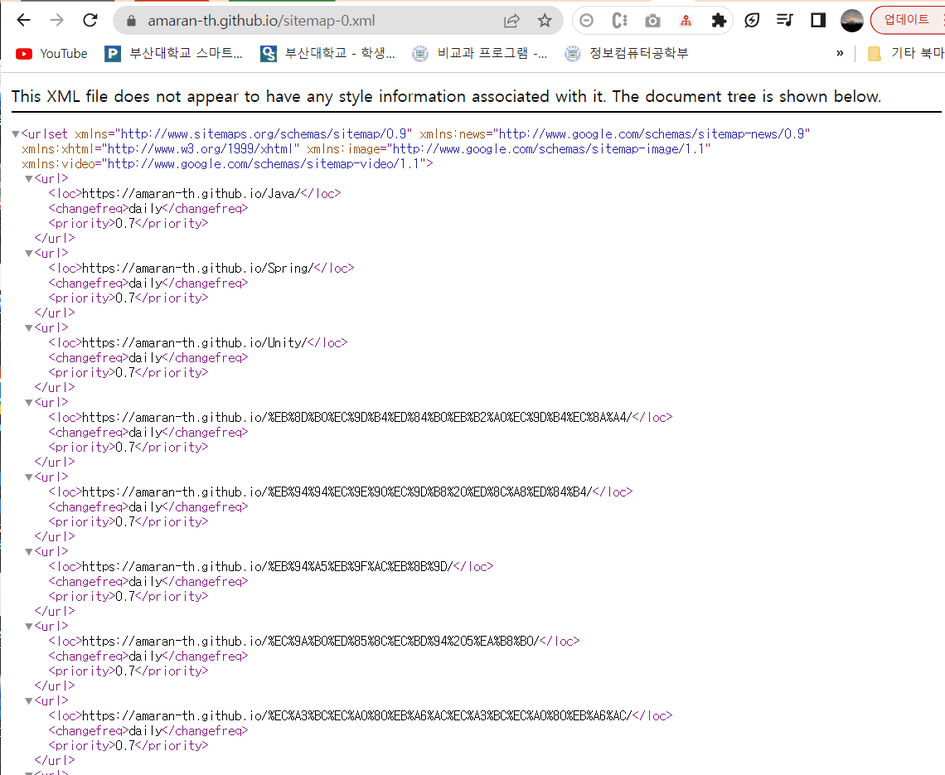 amaran-th.github.io/sitemap-0.xml
업데이트
YouTube
부산대학교 스마트...
부산대학교 - 학생...
비교과 프로그램 -...
정보컴퓨터공학부
»
기타 북마
This XML file does not appear to have any style information associated with it. The document tree is shown below.
▼<urlset xmlns="http://www.sitemaps.org/schemas/sitemap/0.9" xmlns:news="http://www.google.com/schemas/sitemap-news/0.9"
xmlns:xhtml="http://www.w3.org/1999/xhtml" xmlns:image="http://www.google.com/schemas/sitemap-image/1.1"
xmlns:video="http://www.google.com/schemas/sitemap-video/1.1">
▼<url>
<loc>https://amaran-th.github.io/Java/</loc>
<changefreq>daily</changefreq>
<priority>0.7</priority>
</url>
▼<url>
<loc>https://amaran-th.github.io/Spring/</loc>
<changefreq>daily</changefreq>
<priority>0.7</priority>
</url>
▼<url>
<loc>https://amaran-th.github.io/Unity/</loc>
<changefreq>daily</changefreq>
<priority>0.7</priority>
</url>
▼<url>
<loc>https://amaran-th.github.io/%EB%8D%B0%EC%9D%B4%ED%84%B0%EB%B2%A0%EC%9D%B4%EC%8A%A4/</loc>
<changefreq>daily</changefreq>
<priority>0.7</priority>
</url>
▼<url>
<loc>https://amaran-th.github.io/%EB%94%94%EC%9E%90%EC%9D%B8%20%ED%8C%A8%ED%84%B4/</loc>
<changefreq>daily</changefreq>
<priority>0.7</priority>
</url>
▼<url>
<loc>https://amaran-th.github.io/%EB%94%A5%EB%9F%AC%EB%8B%9D/</loc>
<changefreq>daily</changefreq>
<priority>0.7</priority>
</url>
▼<url>
<loc>https://amaran-th.github.io/%EC%9A%B0%ED%85%8C%EC%BD%94%205%EA%B8%B0/</loc>
<changefreq>daily</changefreq>
<priority>0.7</priority>
</url>
▼<url>
<loc>https://amaran-th.github.io/%EC%A3%BC%EC%A0%80%EB%A6%AC%EC%A3%BC%EC%A0%80%EB%A6%AC/</loc>
<changefreq>daily</changefreq>
<priority>0.7</priority>
</url>
▼<url>